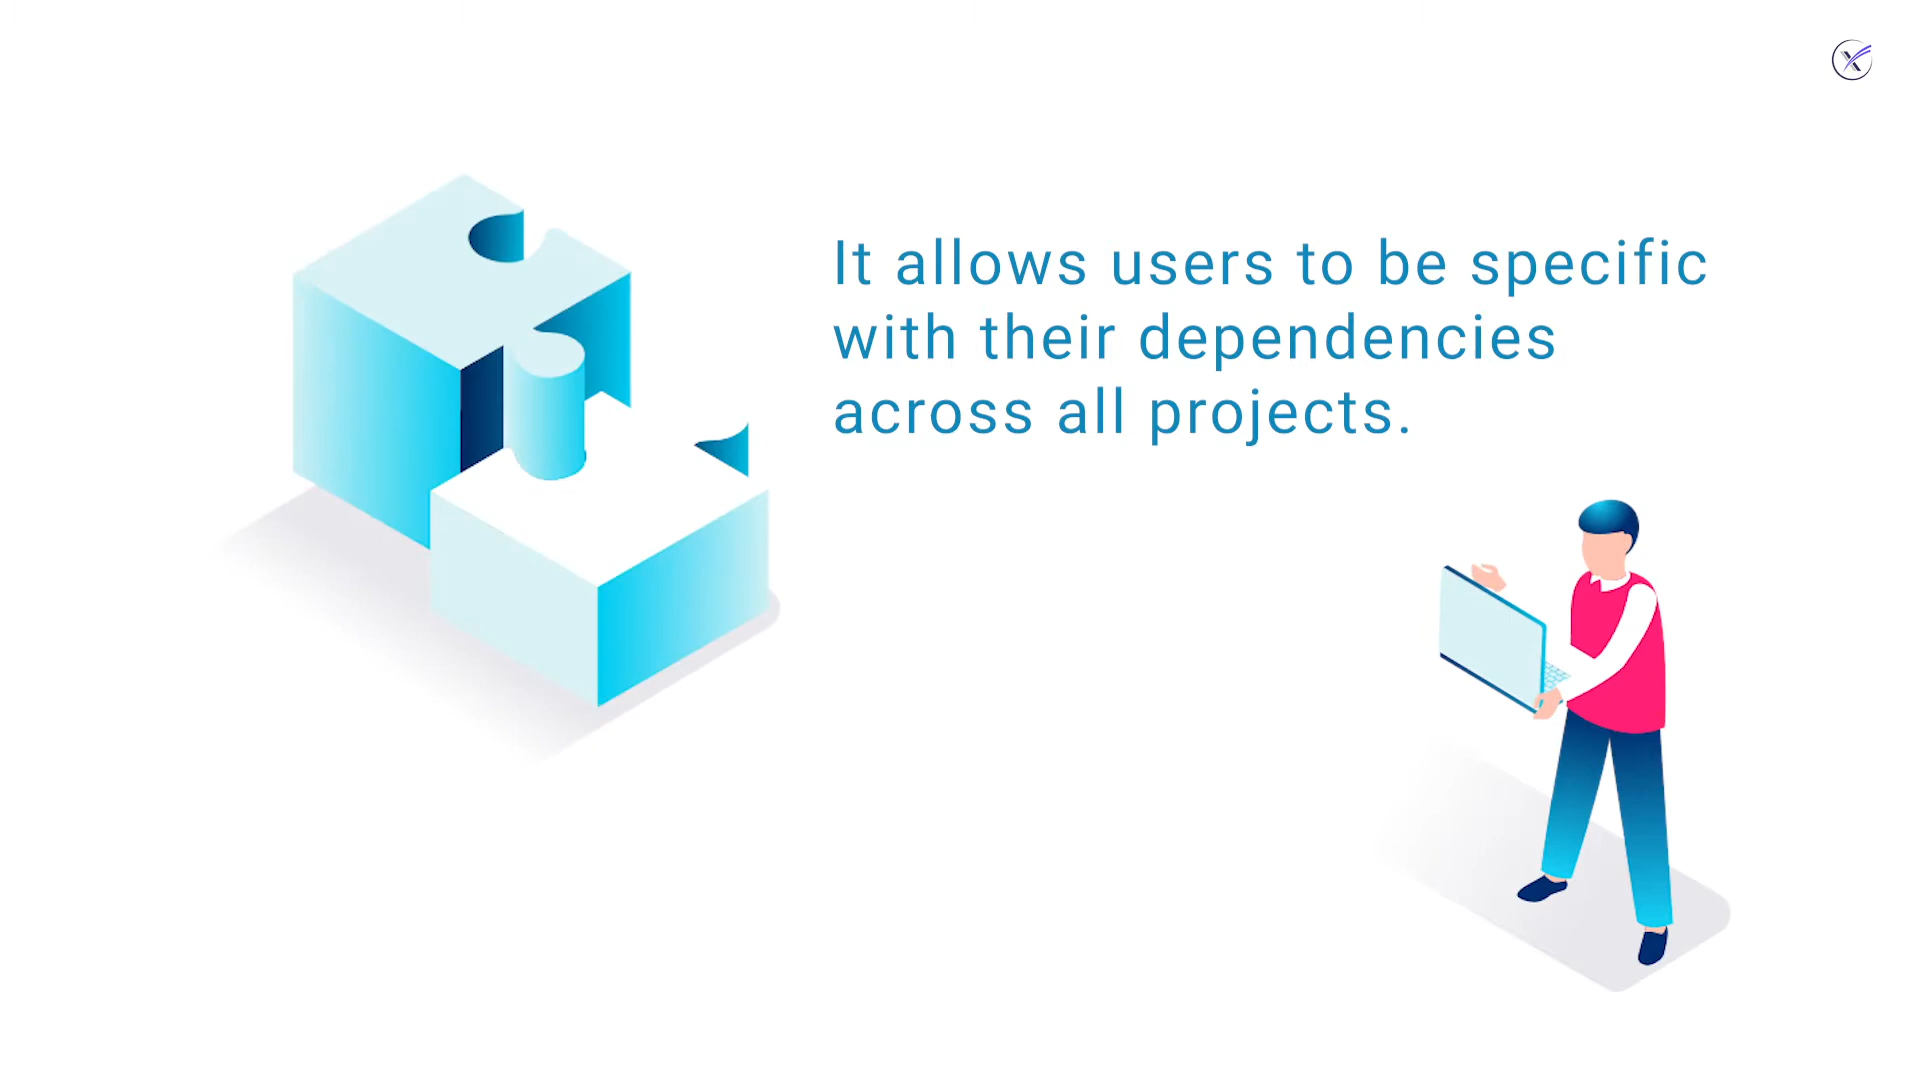 It allows users to be specific
with their dependencies
across all projects.